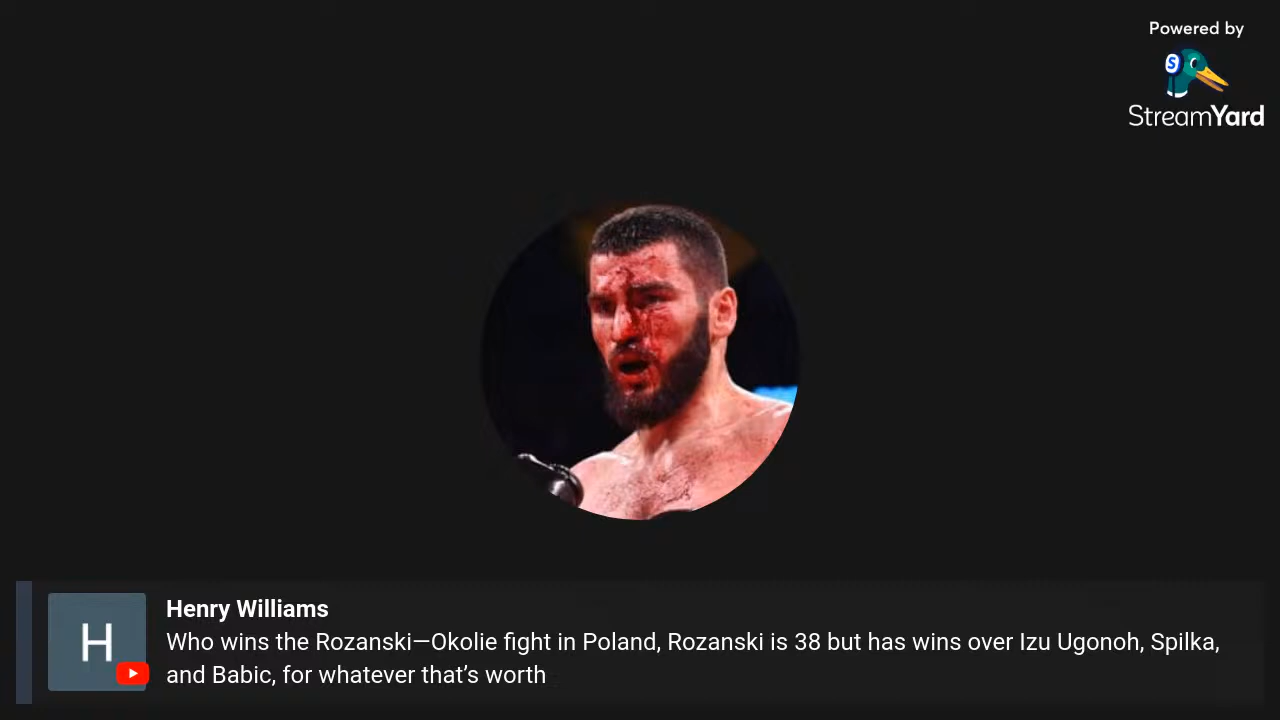 Powered by
S
StreamYard
H
Henry Williams
Who wins the Rozanski—Okolie fight in Poland, Rozanski is 38 but has wins over Izu Ugonoh, Spilka,
and Babic, for whatever that’s worth